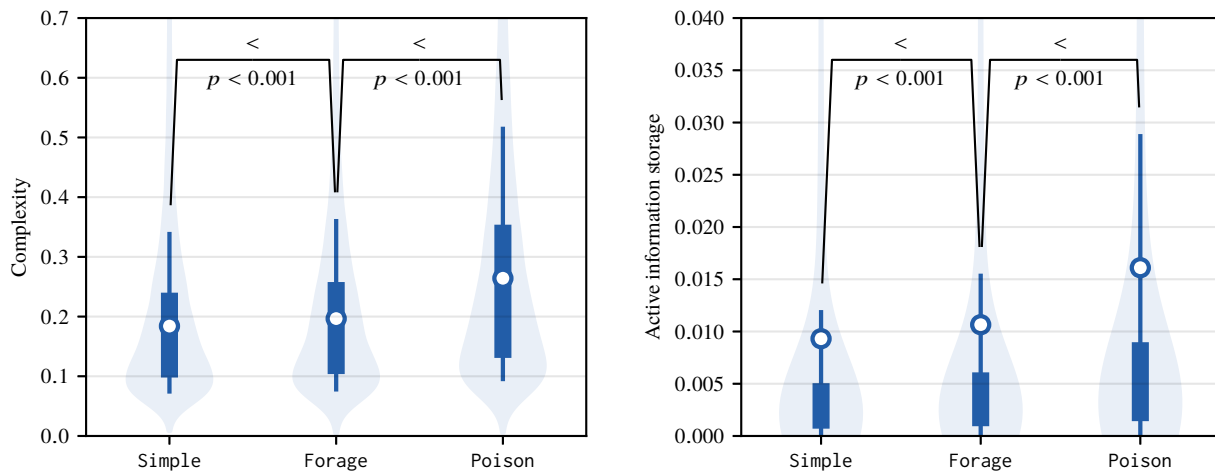 0.7
0.6
0.5
0.4
0.3
0.2
0.1
0.0
Complexity
<
p < 0.001
<
p < 0.001
Simple
Forage
Poison
0.040
0.035
0.030
0.025
0.020
0.015
0.010
0.005
0.000
Active information storage
<
p < 0.001
<
p < 0.001
Simple
Forage
Poison